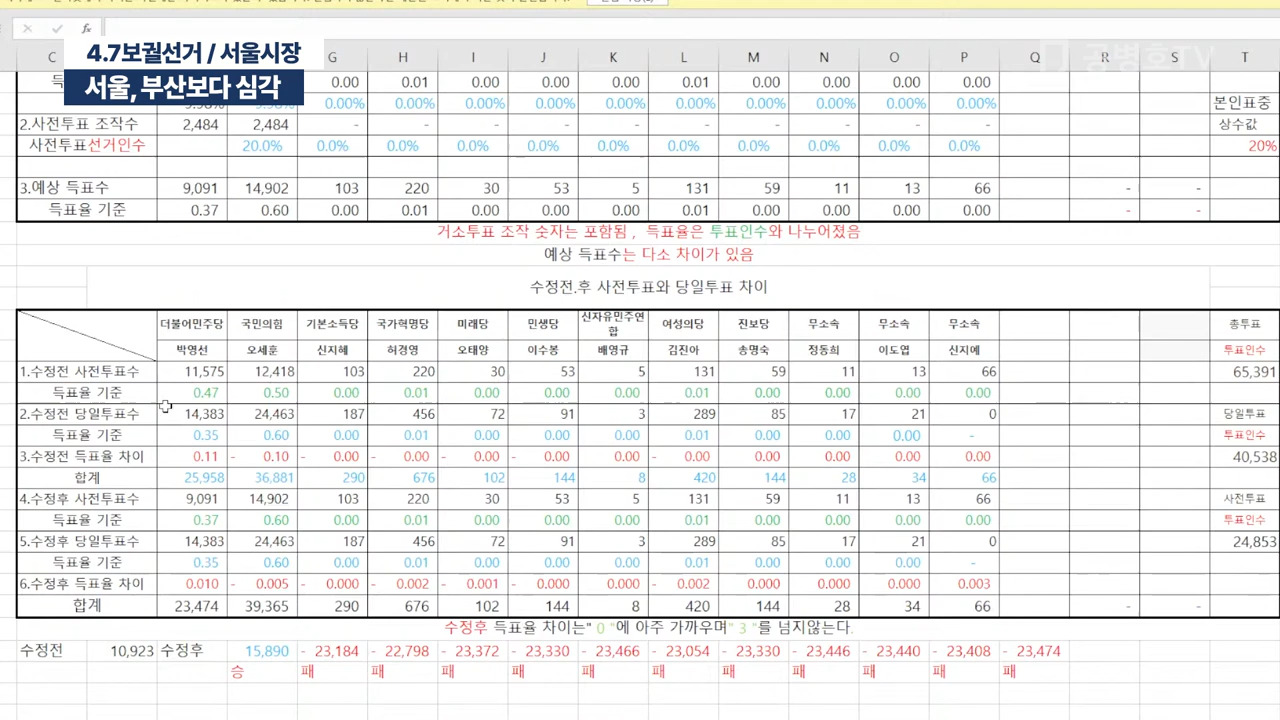 4.7보궐선거 / 서울시장
서울, 부산보다 심각
공병호TV
fx
C G H I J K L M N O P Q R S T
0.00 0.01 0.00 0.00 0.00 0.01 0.00 0.00 0.00 0.00
0.00% 0.00% 0.00% 0.00% 0.00% 0.00% 0.00% 0.00% 0.00% 0.00% 본인표중
2.사전투표 조작수 2,484 2,484 - - - - - - - - - - 상수값
사전투표선거인수 20.0% 0.0% 0.0% 0.0% 0.0% 0.0% 0.0% 0.0% 0.0% 0.0% 0.0% 20%
3.예상 득표수 9,091 14,902 103 220 30 53 5 131 59 11 13 66 - -
득표율 기준 0.37 0.60 0.00 0.01 0.00 0.00 0.00 0.01 0.00 0.00 0.00 0.00 - -
거소투표 조작 숫자는 포함됨 , 득표율은 투표인수와 나누어졌음
예상 득표수는 다소 차이가 있음
수정전.후 사전투표와 당일투표 차이
더불어민주당 국민의힘 기본소득당 국가혁명당 미래당 민생당 신자유민주연합 여성의당 진보당 무소속 무소속 무소속 총투표
박영선 오세훈 신지혜 허경영 오태양 이수봉 배영규 김진아 송명숙 정동희 이도엽 신지예 투표인수
1.수정전 사전투표수 11,575 12,418 103 220 30 53 5 131 59 11 13 66 65,391
득표율 기준 0.47 0.50 0.00 0.01 0.00 0.00 0.00 0.01 0.00 0.00 0.00 0.00
2.수정전 당일투표수 14,383 24,463 187 456 72 91 3 289 85 17 21 0 당일투표
득표율 기준 0.35 0.60 0.00 0.01 0.00 0.00 0.00 0.01 0.00 0.00 0.00 - 투표인수
3.수정전 득표율 차이 0.11 - 0.10 - 0.00 - 0.00 - 0.00 - 0.00 0.00 - 0.00 0.00 0.00 0.00 0.00 40,538
합계 25,958 36,881 290 676 102 144 8 420 144 28 34 66
4.수정후 사전투표수 9,091 14,902 103 220 30 53 5 131 59 11 13 66 사전투표
득표율 기준 0.37 0.60 0.00 0.01 0.00 0.00 0.00 0.01 0.00 0.00 0.00 0.00 투표인수
5.수정후 당일투표수 14,383 24,463 187 456 72 91 3 289 85 17 21 0 24,853
득표율 기준 0.35 0.60 0.00 0.01 0.00 0.00 0.00 0.01 0.00 0.00 0.00 -
6.수정후 득표율 차이 0.010 - 0.005 - 0.000 - 0.002 - 0.001 - 0.000 0.000 - 0.002 0.000 0.000 0.000 0.003
합계 23,474 39,365 290 676 102 144 8 420 144 28 34 66 - -
수정후 득표율 차이는" 0 "에 아주 가까우며" 3 "를 넘지않는다.
수정전 10,923 수정후 15,890 - 23,184 - 22,798 - 23,372 - 23,330 - 23,466 - 23,054 - 23,330 - 23,446 - 23,440 - 23,408 - 23,474
승 패 패 패 패 패 패 패 패 패 패 패